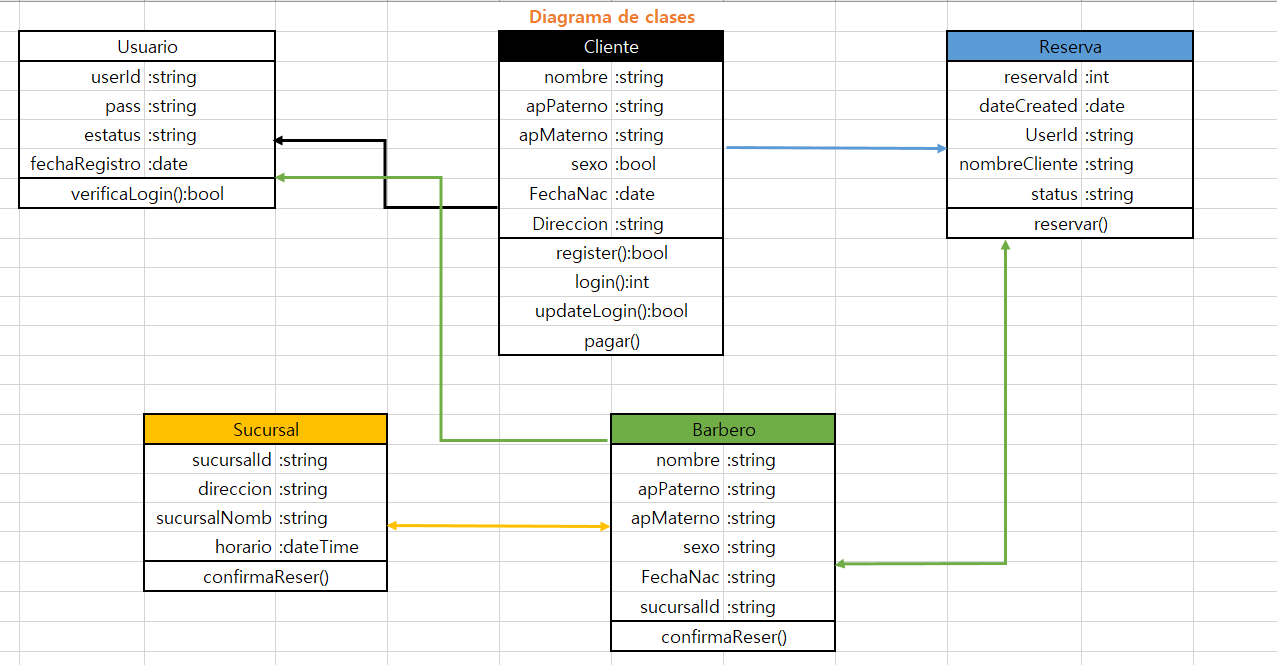 Diagrama de clases
Usuario
userId :string
pass :string
estatus :string
fechaRegistro :date
verificaLogin():bool
Cliente
nombre :string
apPaterno :string
apMaterno :string
sexo :bool
FechaNac :date
Direccion :string
register():bool
login():int
updateLogin():bool
pagar()
Reserva
reservaId :int
dateCreated :date
UserId :string
nombreCliente :string
status :string
reservar()
Sucursal
sucursalId :string
direccion :string
sucursalNomb :string
horario :dateTime
confirmaReser()
Barbero
nombre :string
apPaterno :string
apMaterno :string
sexo :string
FechaNac :string
sucursalId :string
confirmaReser()